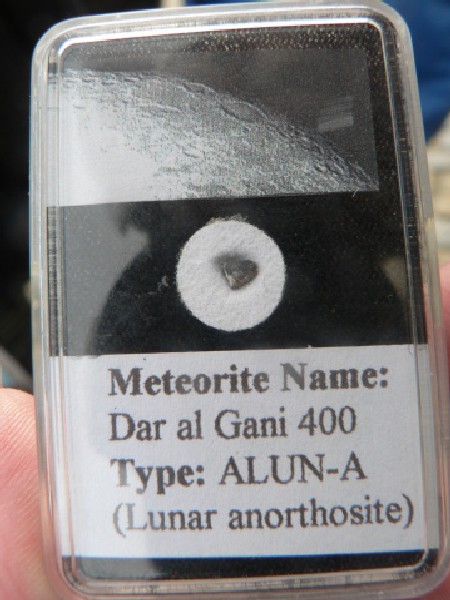 Meteorite Name:
Dar al Gani 400
Type: ALUN-A
(Lunar anorthosite)